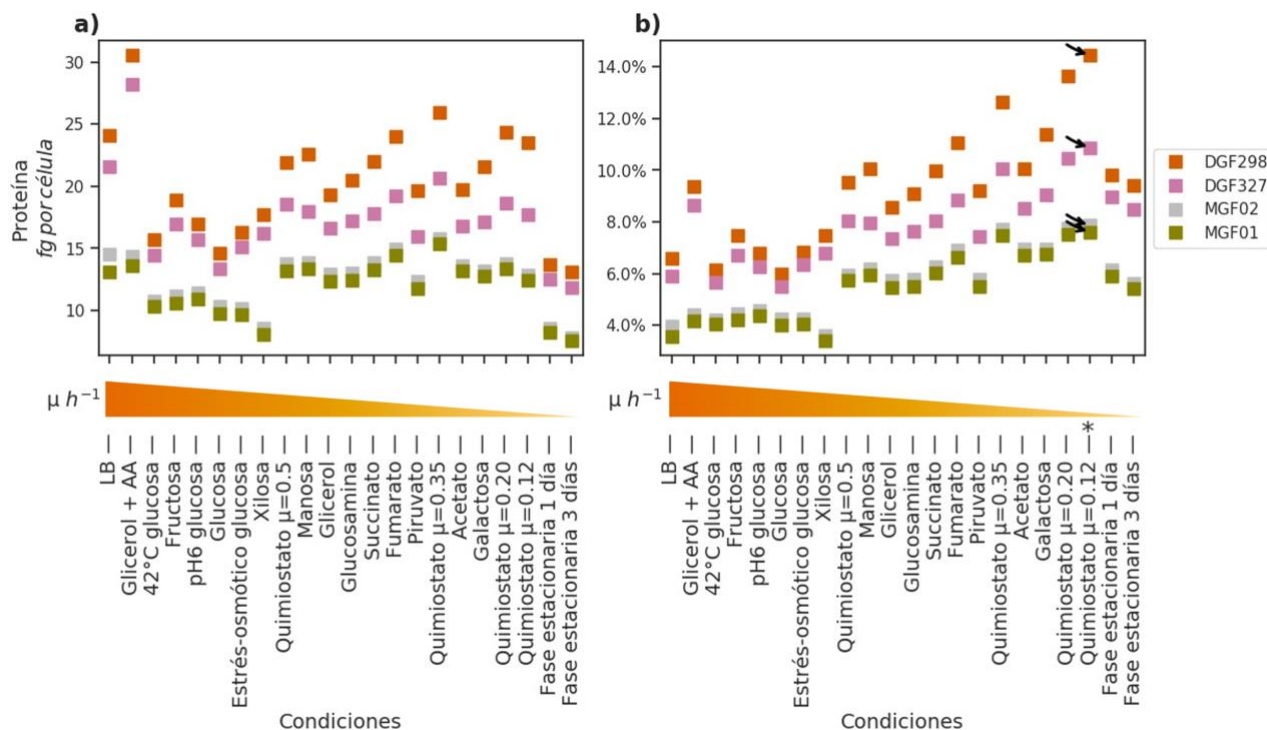 a)
Proteína
fg por célula
30
25
20
15
10
μ h⁻¹
LB
Glicerol + AA
42°C glucosa
Fructosa
pH6 glucosa
Glucosa
Estrés-osmótico glucosa
Xilosa
Quimiostato μ=0.5
Manosa
Glicerol
Glucosamina
Succinato
Fumarato
Piruvato
Quimiostato μ=0.35
Acetato
Galactosa
Quimiostato μ=0.20
Quimiostato μ=0.12
Fase estacionaria 1 día
Fase estacionaria 3 días
Condiciones
b)
14.0%
12.0%
10.0%
8.0%
6.0%
4.0%
μ h⁻¹
*
LB
Glicerol + AA
42°C glucosa
Fructosa
pH6 glucosa
Glucosa
Estrés-osmótico glucosa
Xilosa
Quimiostato μ=0.5
Manosa
Glicerol
Glucosamina
Succinato
Fumarato
Piruvato
Quimiostato μ=0.35
Acetato
Galactosa
Quimiostato μ=0.20
Quimiostato μ=0.12
Fase estacionaria 1 día
Fase estacionaria 3 días
Condiciones
DGF298
DGF327
MGF02
MGF01